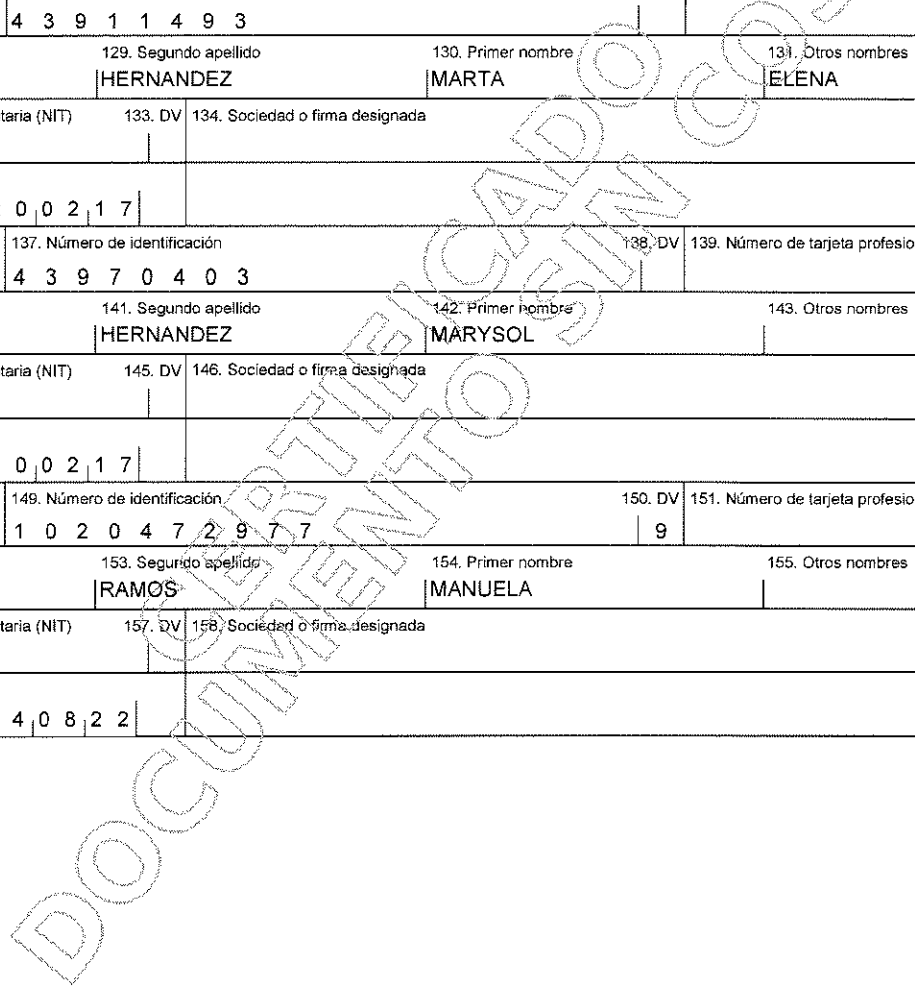 4 3 9 1 1 4 9 3
129. Segundo apellido 130. Primer nombre 131. Otros nombres
HERNANDEZ MARTA ELENA
taria (NIT) 133. DV 134. Sociedad o firma designada
0 0 2 1 7
137. Número de identificación 138. DV 139. Número de tarjeta profesio
4 3 9 7 0 4 0 3
141. Segundo apellido 142. Primer nombre 143. Otros nombres
HERNANDEZ MARYSOL
taria (NIT) 145. DV 146. Sociedad o firma designada
0 0 2 1 7
149. Número de identificación 150. DV 151. Número de tarjeta profesio
1 0 2 0 4 7 2 9 7 7 9
153. Segundo apellido 154. Primer nombre 155. Otros nombres
RAMOS MANUELA
taria (NIT) 157. DV 158. Sociedad o firma designada
4 0 8 2 2
CERTIFICADO
DOCUMENTO SIN COS